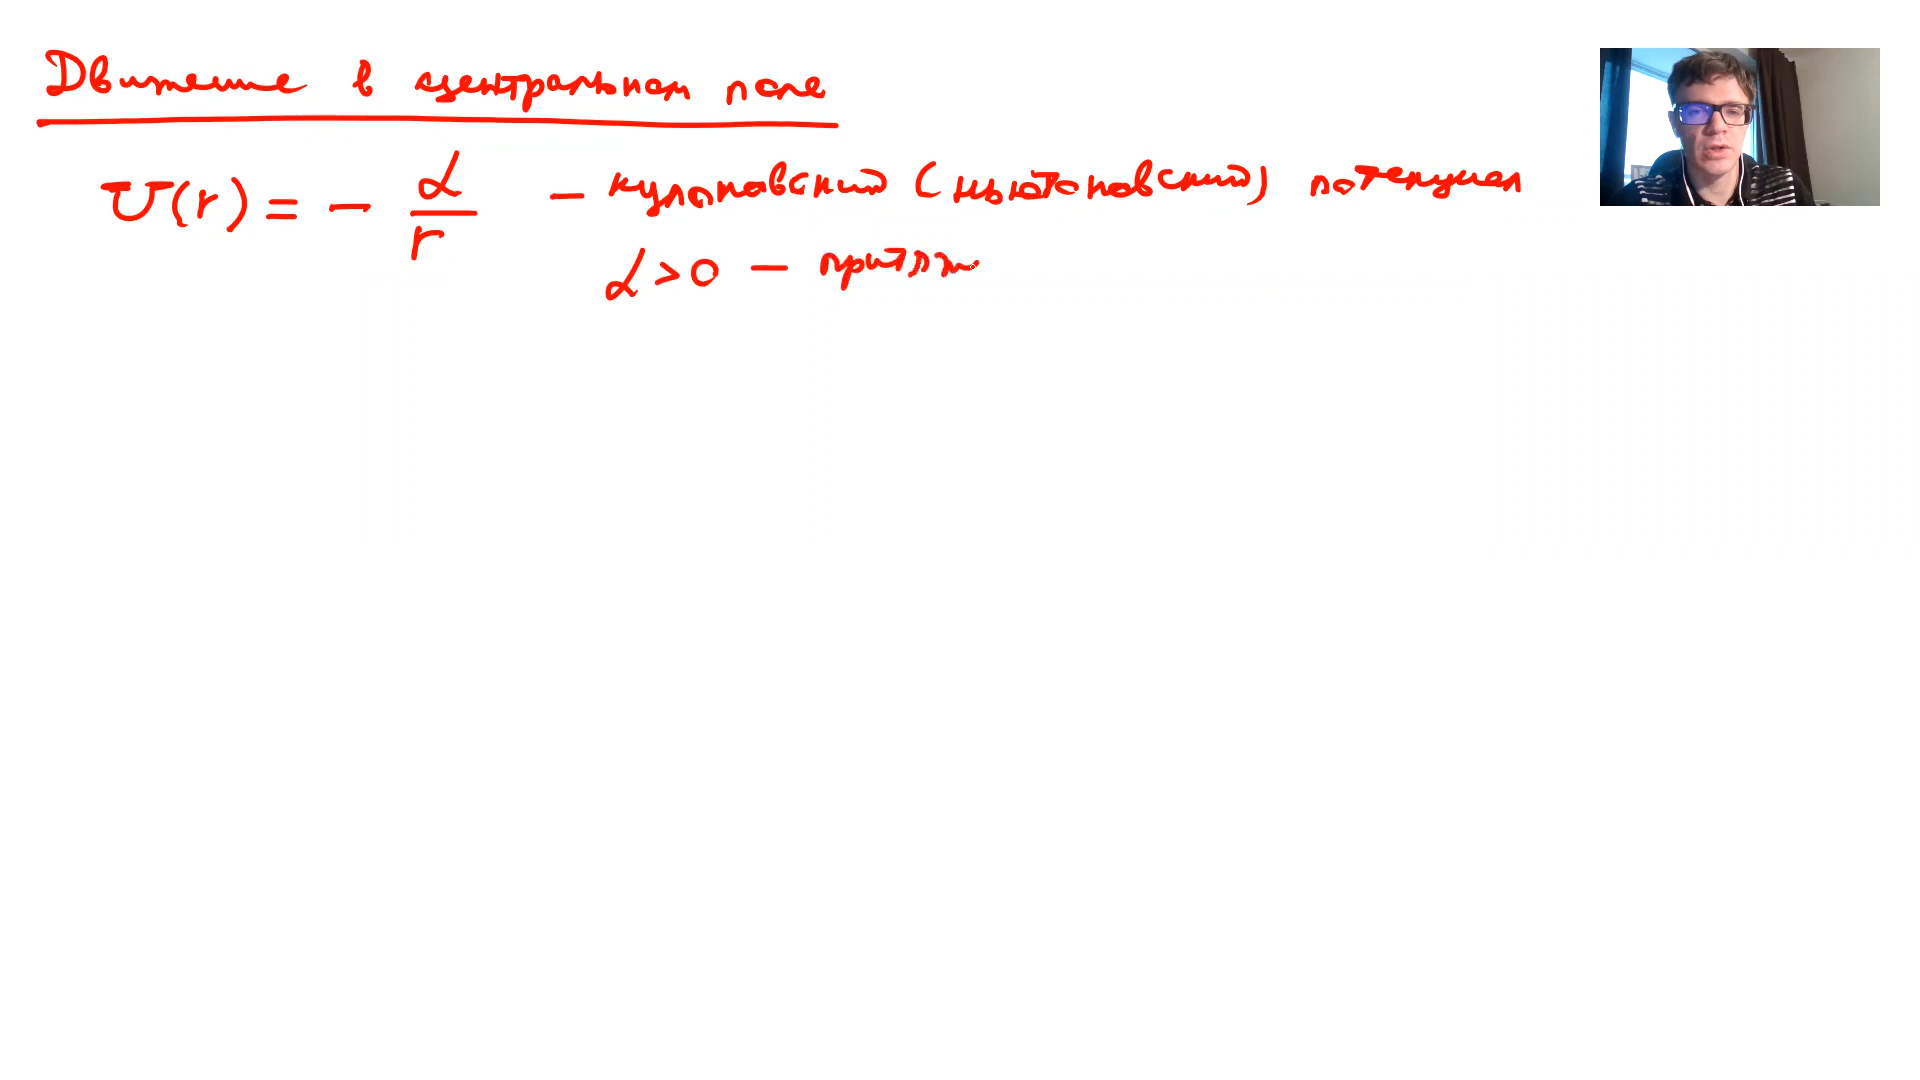 Движение в центральном поле
U(r) = - α/r - кулоновский (ньютоновский) потенциал
α > 0 - притяж